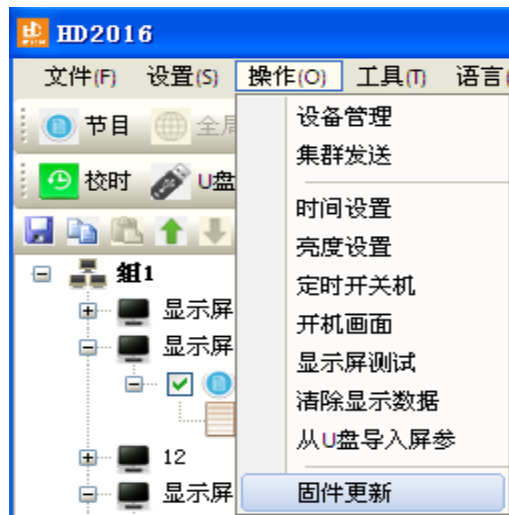 HD2016
文件(F) 设置(S) 操作(O) 工具(T) 语言(
节目
校时 U盘
组1
显示屏
显示屏
12
显示屏
设备管理
集群发送
时间设置
亮度设置
定时开关机
开机画面
显示屏测试
清除显示数据
从U盘导入屏参
固件更新